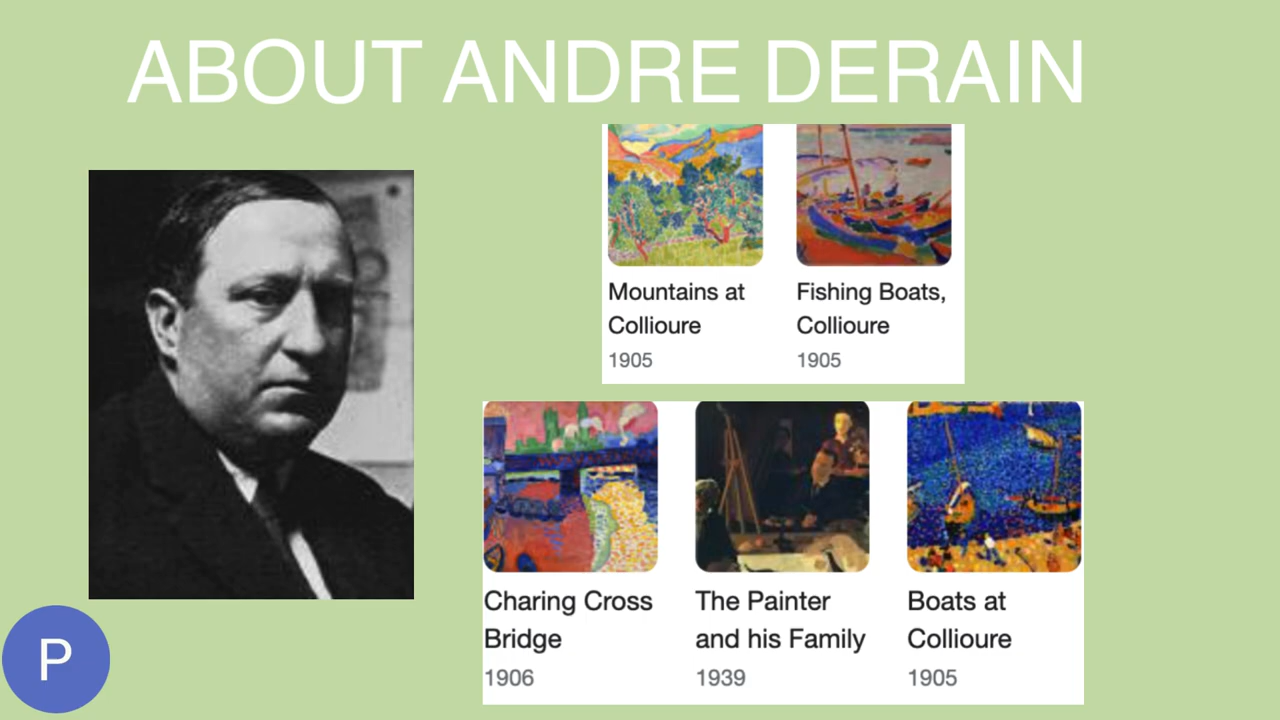 ABOUT ANDRE DERAIN
Mountains at
Collioure
1905
Fishing Boats,
Collioure
1905
Charing Cross
Bridge
1906
The Painter
and his Family
1939
Boats at
Collioure
1905
P